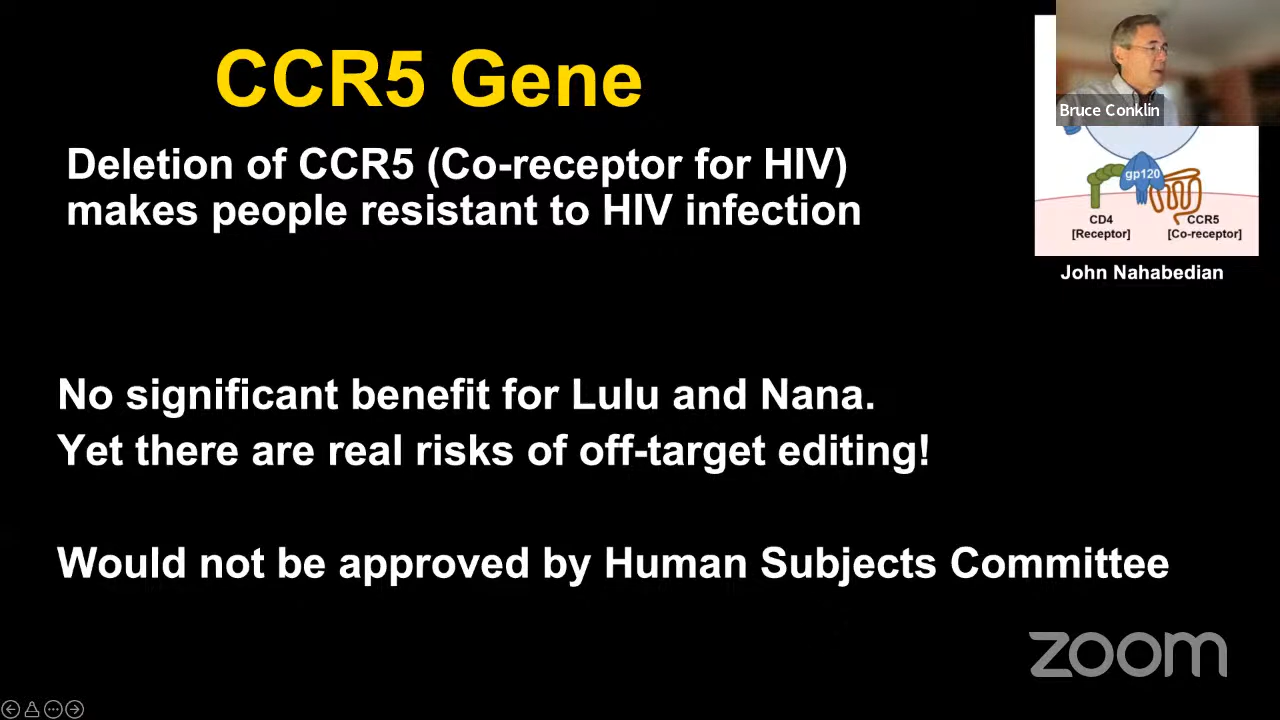 CCR5 Gene
Bruce Conklin
Deletion of CCR5 (Co-receptor for HIV)
makes people resistant to HIV infection
gp120
CD4
[Receptor]
CCR5
[Co-receptor]
John Nahabedian
No significant benefit for Lulu and Nana.
Yet there are real risks of off-target editing!
Would not be approved by Human Subjects Committee
zoom